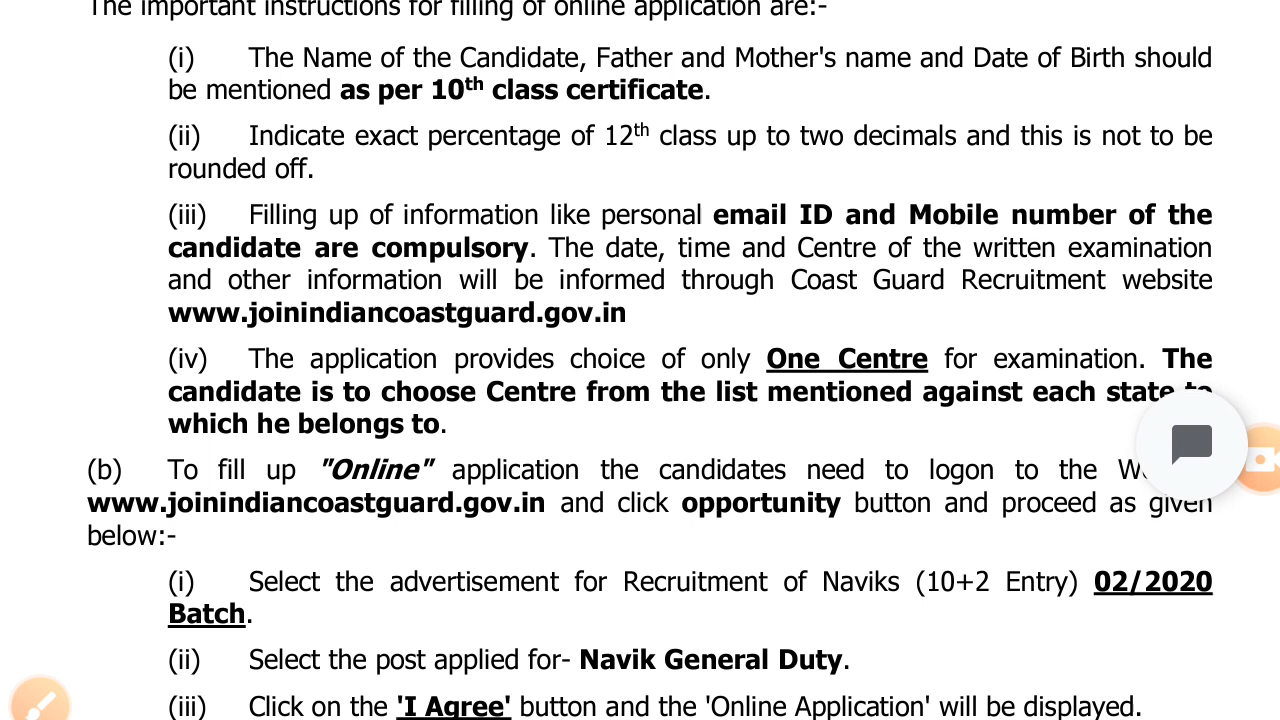 The important instructions for filling of online application are:-
(i) The Name of the Candidate, Father and Mother's name and Date of Birth should
be mentioned as per 10th class certificate.
(ii) Indicate exact percentage of 12th class up to two decimals and this is not to be
rounded off.
(iii) Filling up of information like personal email ID and Mobile number of the
candidate are compulsory. The date, time and Centre of the written examination
and other information will be informed through Coast Guard Recruitment website
www.joinindiancoastguard.gov.in
(iv) The application provides choice of only One Centre for examination. The
candidate is to choose Centre from the list mentioned against each state to
which he belongs to.
(b) To fill up "Online" application the candidates need to logon to the
www.joinindiancoastguard.gov.in and click opportunity button and proceed as given
below:-
(i) Select the advertisement for Recruitment of Naviks (10+2 Entry) 02/2020
Batch.
(ii) Select the post applied for- Navik General Duty.
(iii) Click on the 'I Agree' button and the 'Online Application' will be displayed.